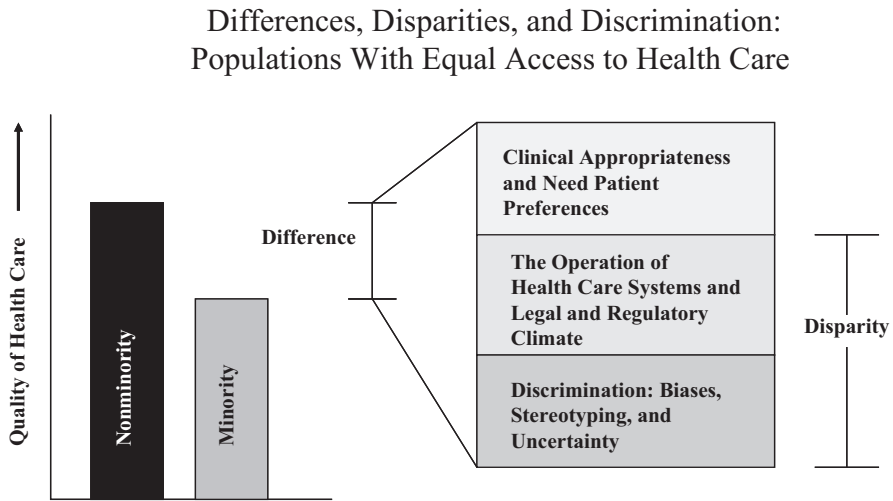 Differences, Disparities, and Discrimination:
Populations With Equal Access to Health Care
Quality of Health Care
Nonminority
Minority
Difference
Clinical Appropriateness
and Need Patient
Preferences
The Operation of
Health Care Systems and
Legal and Regulatory
Climate
Discrimination: Biases,
Stereotyping, and
Uncertainty
Disparity